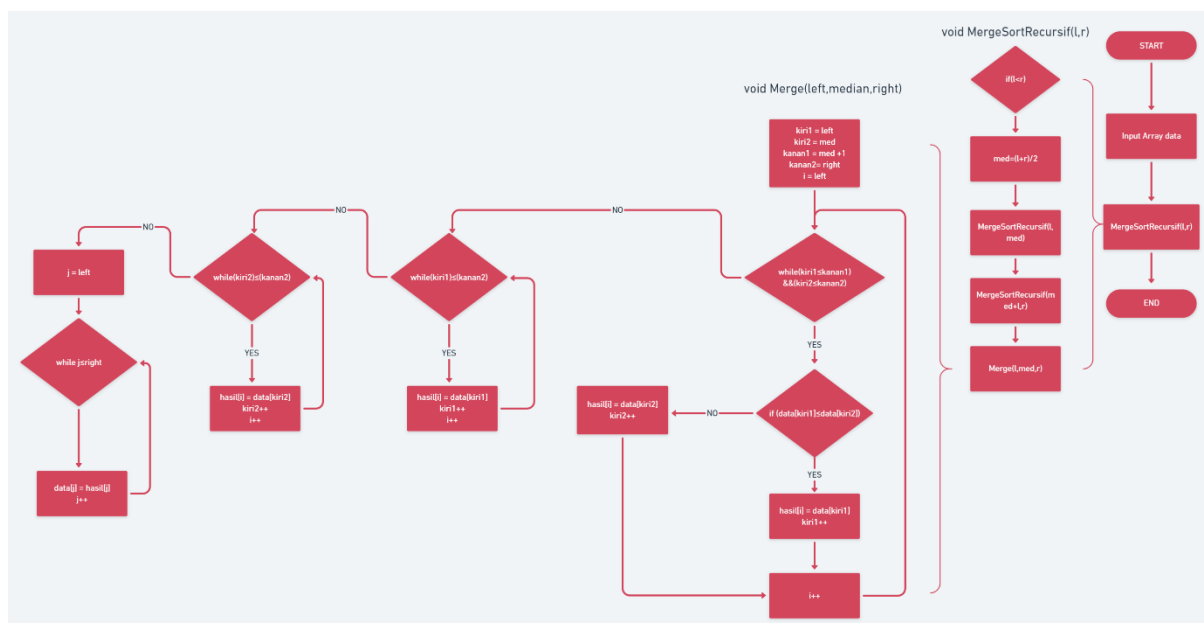 void MergeSortRecursif(l,r)
START
if(l<r)
Input Array data
med=(l+r)/2
MergeSortRecursif(l,r)
MergeSortRecursif(l,
med)
MergeSortRecursif(m
ed+l,r)
END
Merge(l,med,r)
void Merge(left,median,right)
kiri1 = left
kiri2 = med
kanan1 = med +1
kanan2= right
i = left
while(kiri1≤kanan1)
&&(kiri2≤kanan2)
YES
if (data[kiri1]≤data[kiri2])
NO
hasil[i] = data[kiri2]
kiri2++
YES
hasil[i] = data[kiri1]
kiri1++
i++
NO
while(kiri1)≤(kanan2)
YES
hasil[i] = data[kiri1]
kiri1++
i++
NO
while(kiri2)≤(kanan2)
YES
hasil[i] = data[kiri2]
kiri2++
i++
NO
j = left
while j≤right
data[j] = hasil[j]
j++